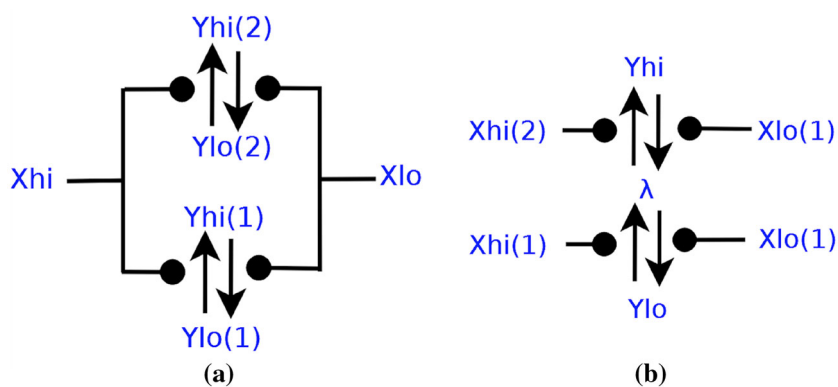 Yhi(2)
Ylo(2)
Xhi
Xlo
Yhi(1)
Ylo(1)
(a)
Yhi
Xhi(2)
Xlo(1)
λ
Xhi(1)
Xlo(1)
Ylo
(b)